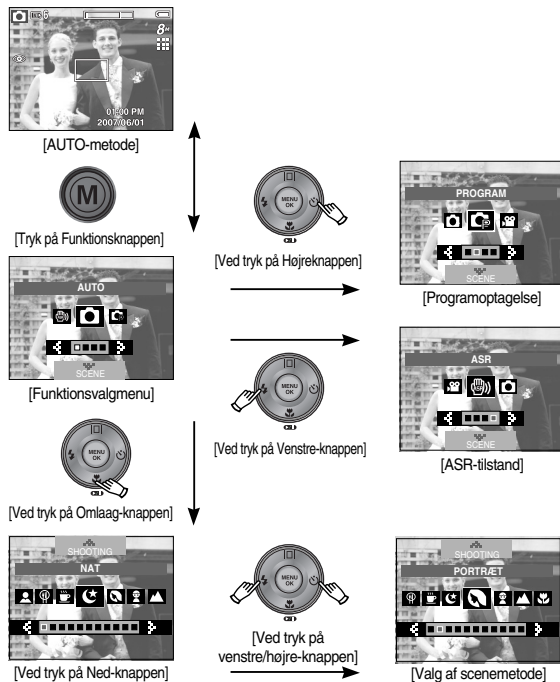 8M
01:00 PM
2007/06/01
[AUTO-metode]
M
[Tryk på Funktionsknappen]
MENU
OK
[Ved tryk på Højreknappen]
PROGRAM
SCENE
[Programoptagelse]
AUTO
SCENE
[Funktionsvalgmenu]
MENU
OK
[Ved tryk på Venstre-knappen]
ASR
SCENE
[ASR-tilstand]
MENU
OK
[Ved tryk på Omlaag-knappen]
SHOOTING
NAT
[Ved tryk på Ned-knappen]
MENU
OK
[Ved tryk på
venstre/højre-knappen]
SHOOTING
PORTRÆT
[Valg af scenemetode]